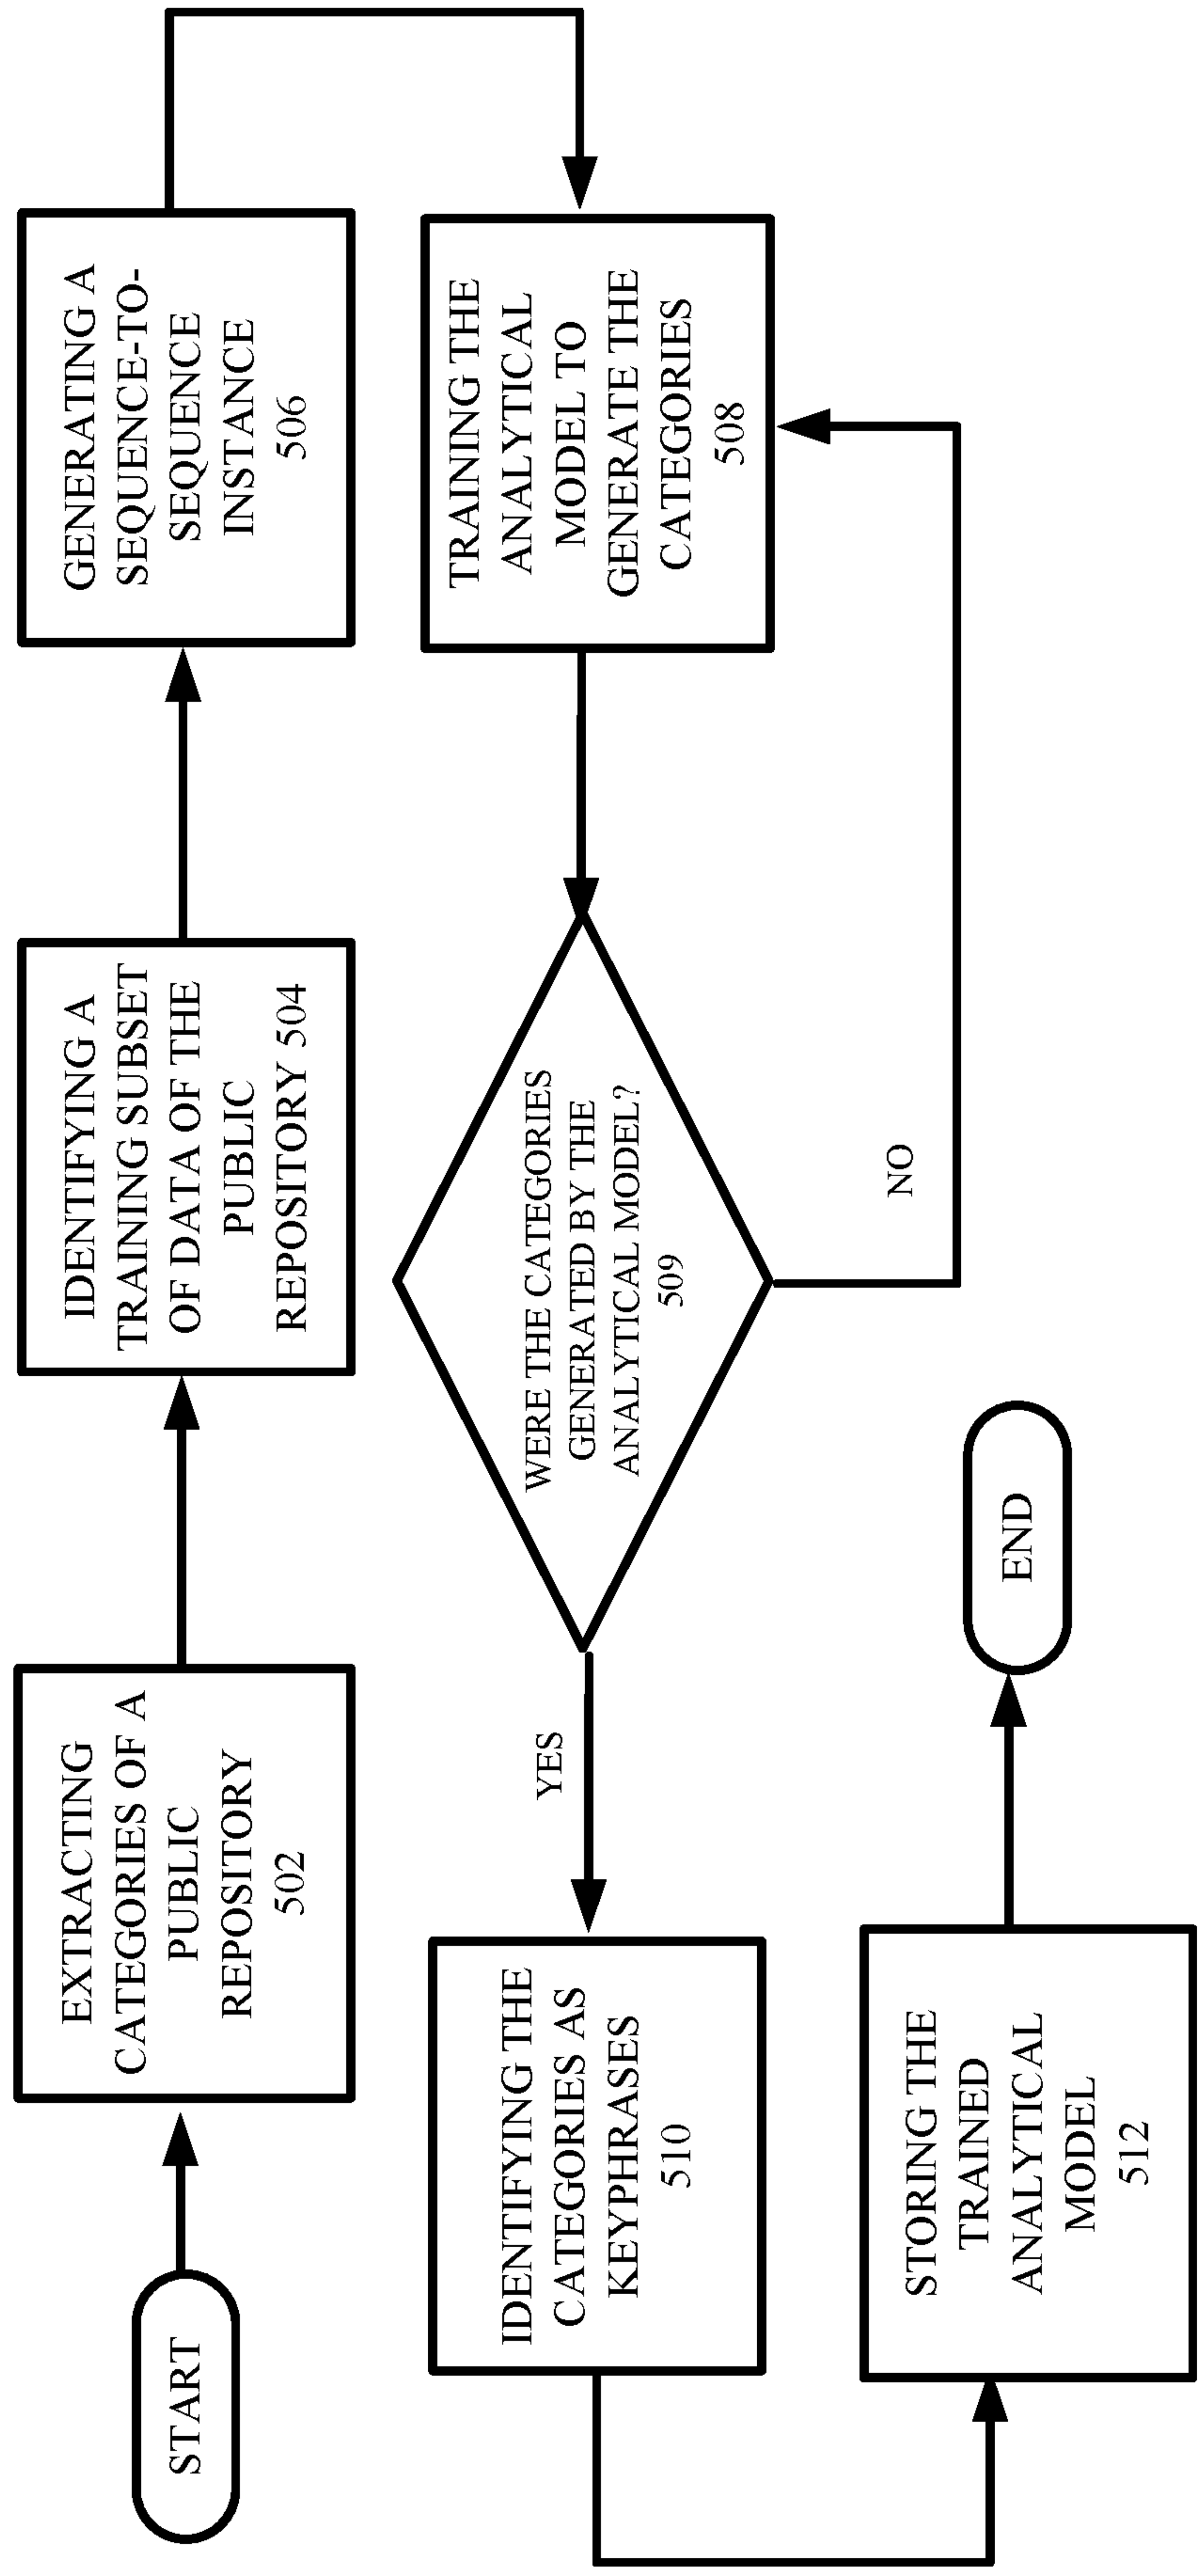 START
EXTRACTING
CATEGORIES OF A
PUBLIC
REPOSITORY
502
IDENTIFYING A
TRAINING SUBSET
OF DATA OF THE
PUBLIC
REPOSITORY 504
GENERATING A
SEQUENCE-TO-
SEQUENCE
INSTANCE
506
TRAINING THE
ANALYTICAL
MODEL TO
GENERATE THE
CATEGORIES
508
WERE THE CATEGORIES
GENERATED BY THE
ANALYTICAL MODEL?
509
NO
YES
IDENTIFYING THE
CATEGORIES AS
KEYPHRASES
510
STORING THE
TRAINED
ANALYTICAL
MODEL
512
END